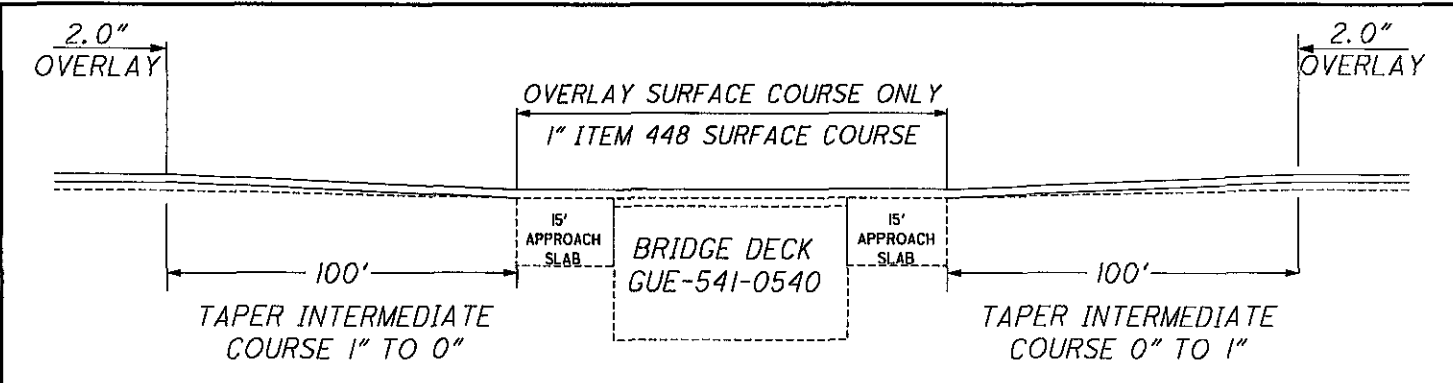 2.0"
OVERLAY
2.0"
OVERLAY
OVERLAY SURFACE COURSE ONLY
1" ITEM 448 SURFACE COURSE
15'
APPROACH
SLAB
BRIDGE DECK
GUE-541-0540
15'
APPROACH
SLAB
100'
TAPER INTERMEDIATE
COURSE 1" TO 0"
100'
TAPER INTERMEDIATE
COURSE 0" TO 1"